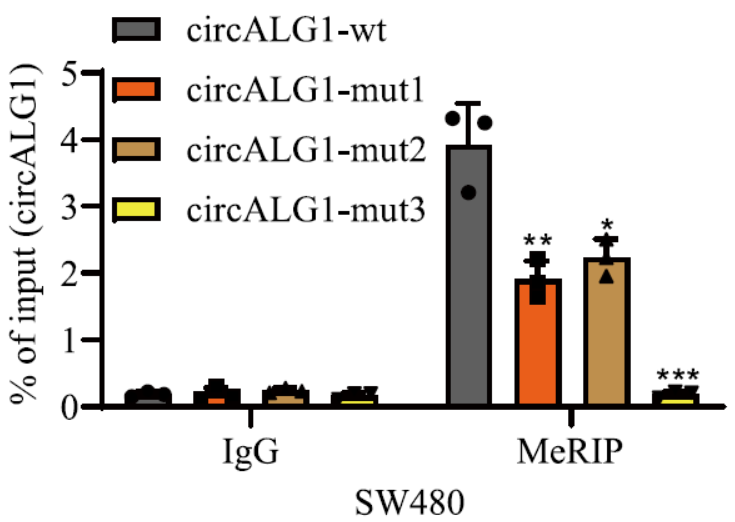 circALG1-wt
circALG1-mut1
circALG1-mut2
circALG1-mut3
% of input (circALG1)
5
4
3
2
1
0
**
*
***
IgG
MeRIP
SW480